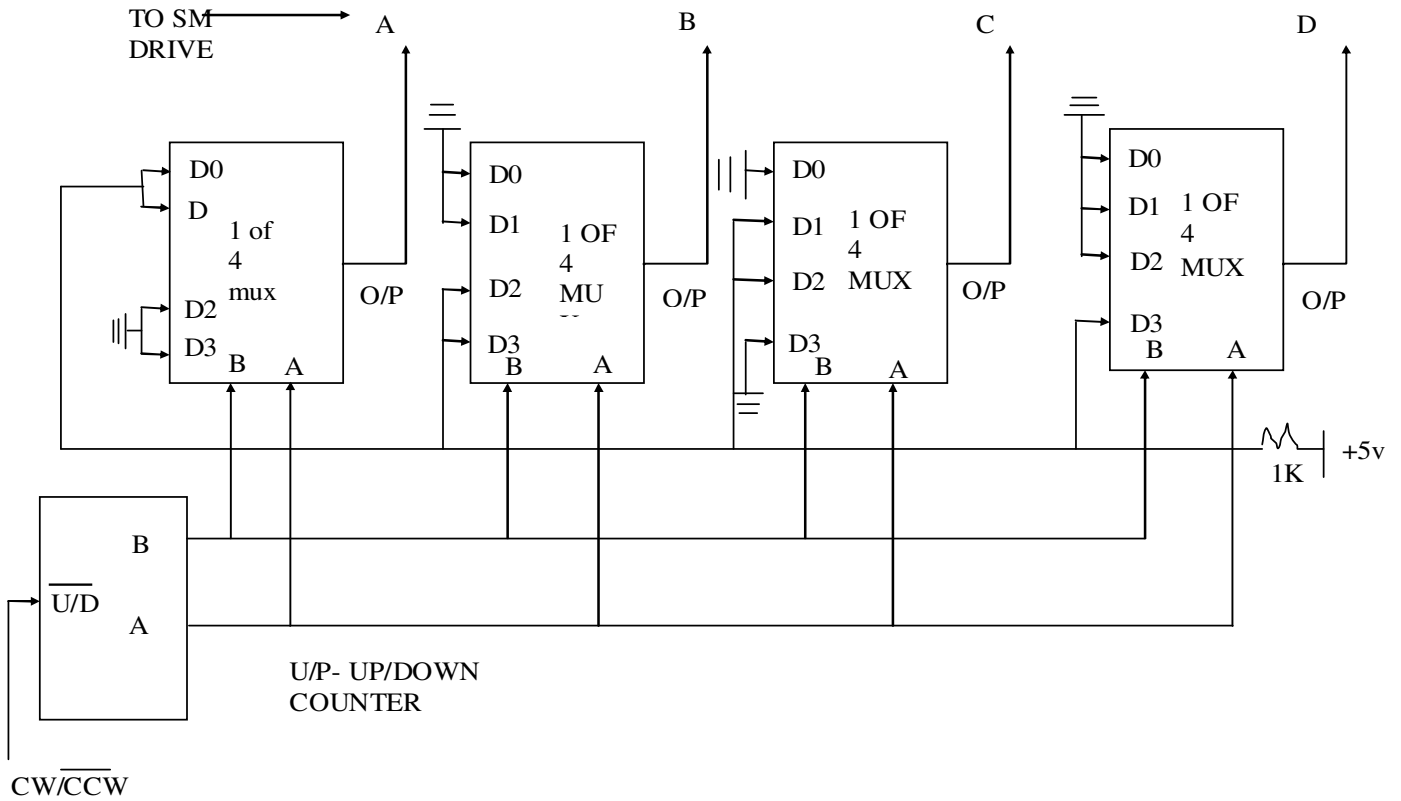 TO SM
DRIVE
A
B
C
D
D0
D
1 of
4
mux
D2
D3
B
A
O/P
D0
D1
1 OF
4
MU
D2
D3
B
A
O/P
D0
D1
1 OF
4
MUX
D2
D3
B
A
O/P
D0
D1
1 OF
4
MUX
D2
D3
B
A
O/P
+5v
1K
B
U/D
A
U/P- UP/DOWN
COUNTER
CW/CCW